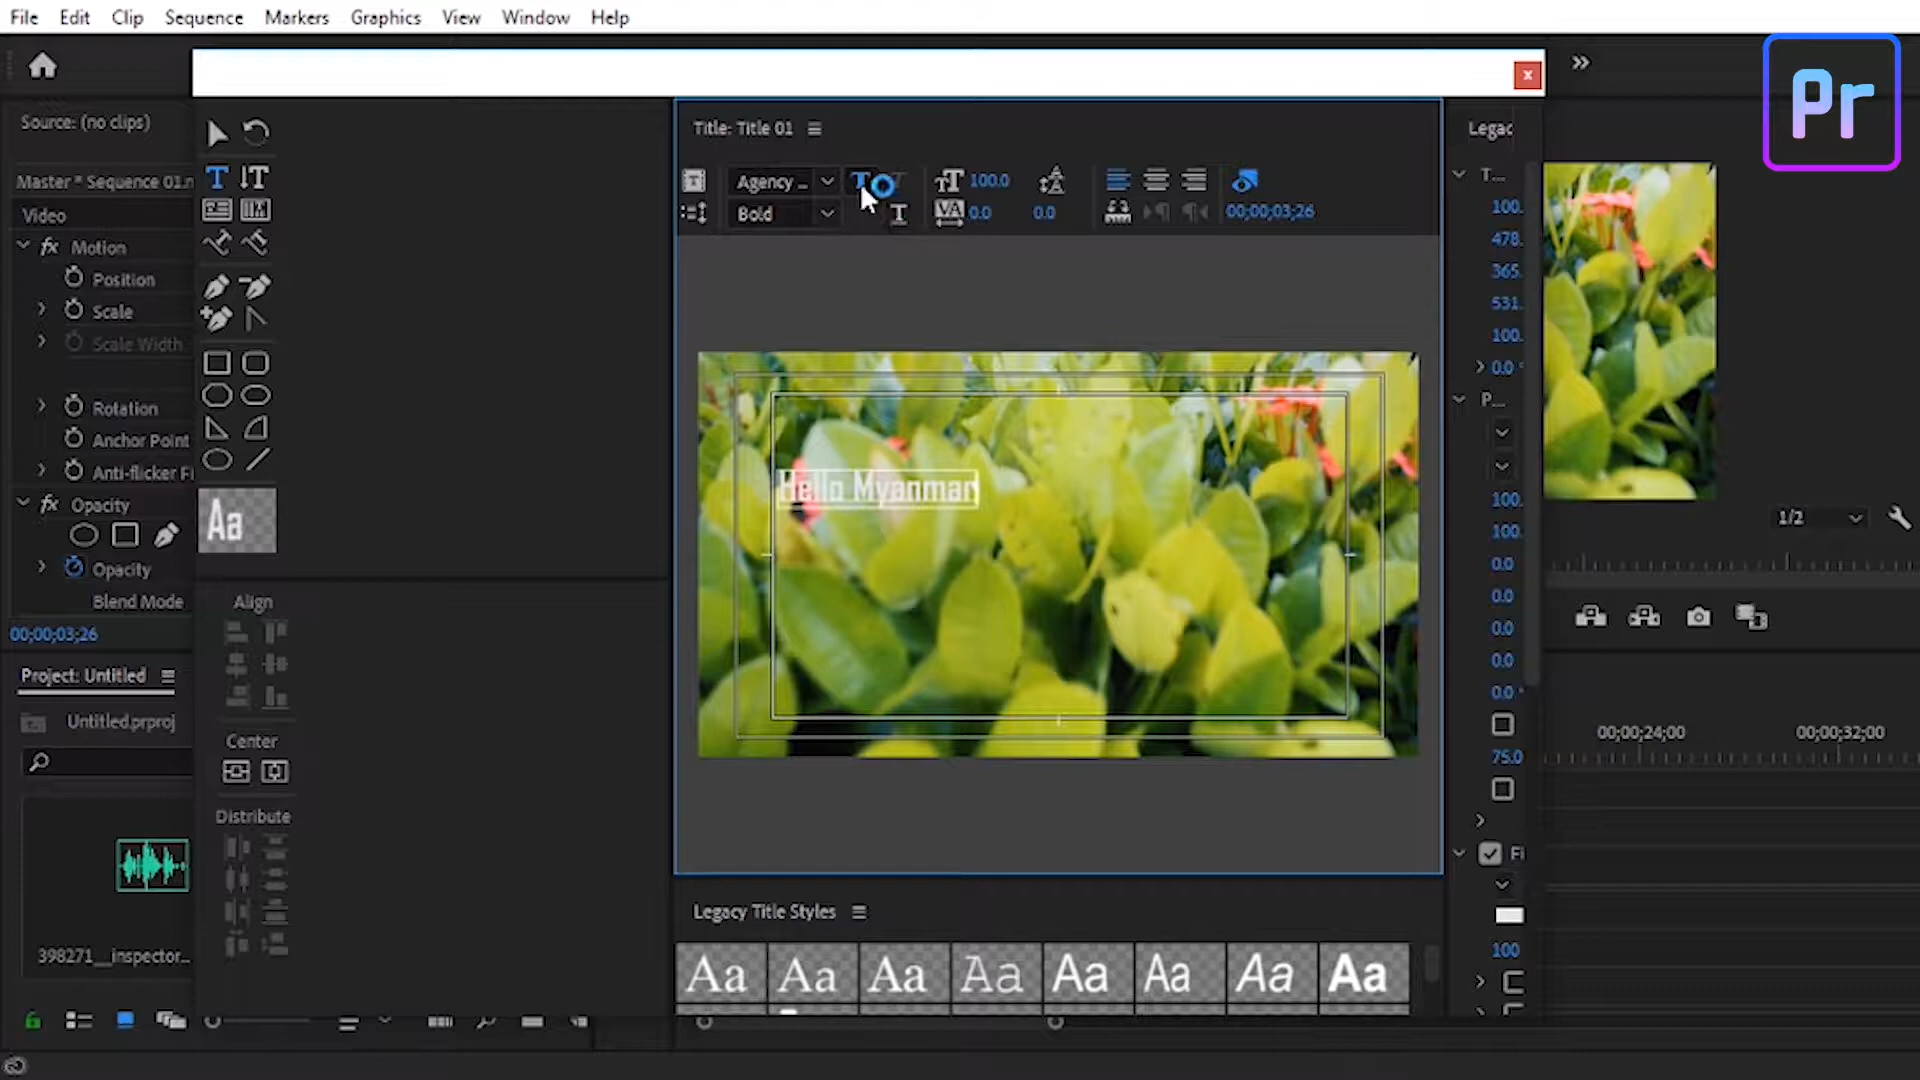 File Edit Clip Sequence Markers Graphics View Window Help
Pr
Source: (no clips)
Title: Title 01
Legac
Master * Sequence 01.
Agency ...
100.0
T...
Video
Bold
0.0 0.0
00;00;03;26
100.
Motion
478.
Position
365.
Scale
531.
Scale Width
100.
0.0
Rotation
P...
Anchor Point
Anti-flicker Fi
Hello Myanmar
Opacity
100.
Aa
1/2
100.
Opacity
0.0
Blend Mode
Align
0.0
00;00;03;26
0.0
0.0
Project: Untitled
0.0
Untitled.prproj
Center
00;00;24;00 00;00;32;00
75.0
Distribute
Fi
Legacy Title Styles
398271__inspector...
100
Aa Aa Aa Aa Aa Aa Aa Aa